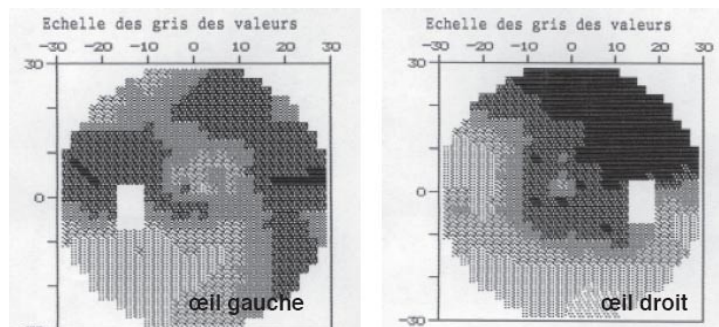 Echelle des gris des valeurs
-30 -20 -10 0 10 20 30
30
0
œil gauche
Echelle des gris des valeurs
-30 -20 -10 0 10 20 30
30
0
-30
œil droit